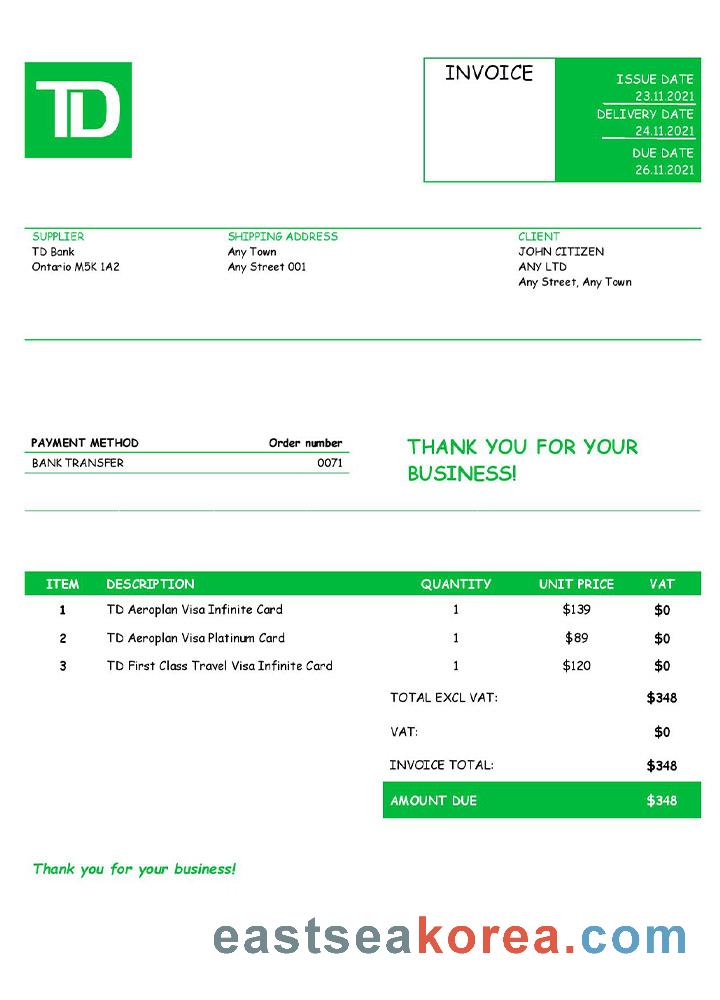 TD
INVOICE
ISSUE DATE
23.11.2021
DELIVERY DATE
24.11.2021
DUE DATE
26.11.2021
SUPPLIER
TD Bank
Ontario M5K 1A2
SHIPPING ADDRESS
Any Town
Any Street 001
CLIENT
JOHN CITIZEN
ANY LTD
Any Street, Any Town
PAYMENT METHOD Order number
BANK TRANSFER 0071
THANK YOU FOR YOUR
BUSINESS!
ITEM DESCRIPTION QUANTITY UNIT PRICE VAT
1 TD Aeroplan Visa Infinite Card 1 $139 $0
2 TD Aeroplan Visa Platinum Card 1 $89 $0
3 TD First Class Travel Visa Infinite Card 1 $120 $0
TOTAL EXCL VAT: $348
VAT: $0
INVOICE TOTAL: $348
AMOUNT DUE $348
Thank you for your business!
eastseakorea.com